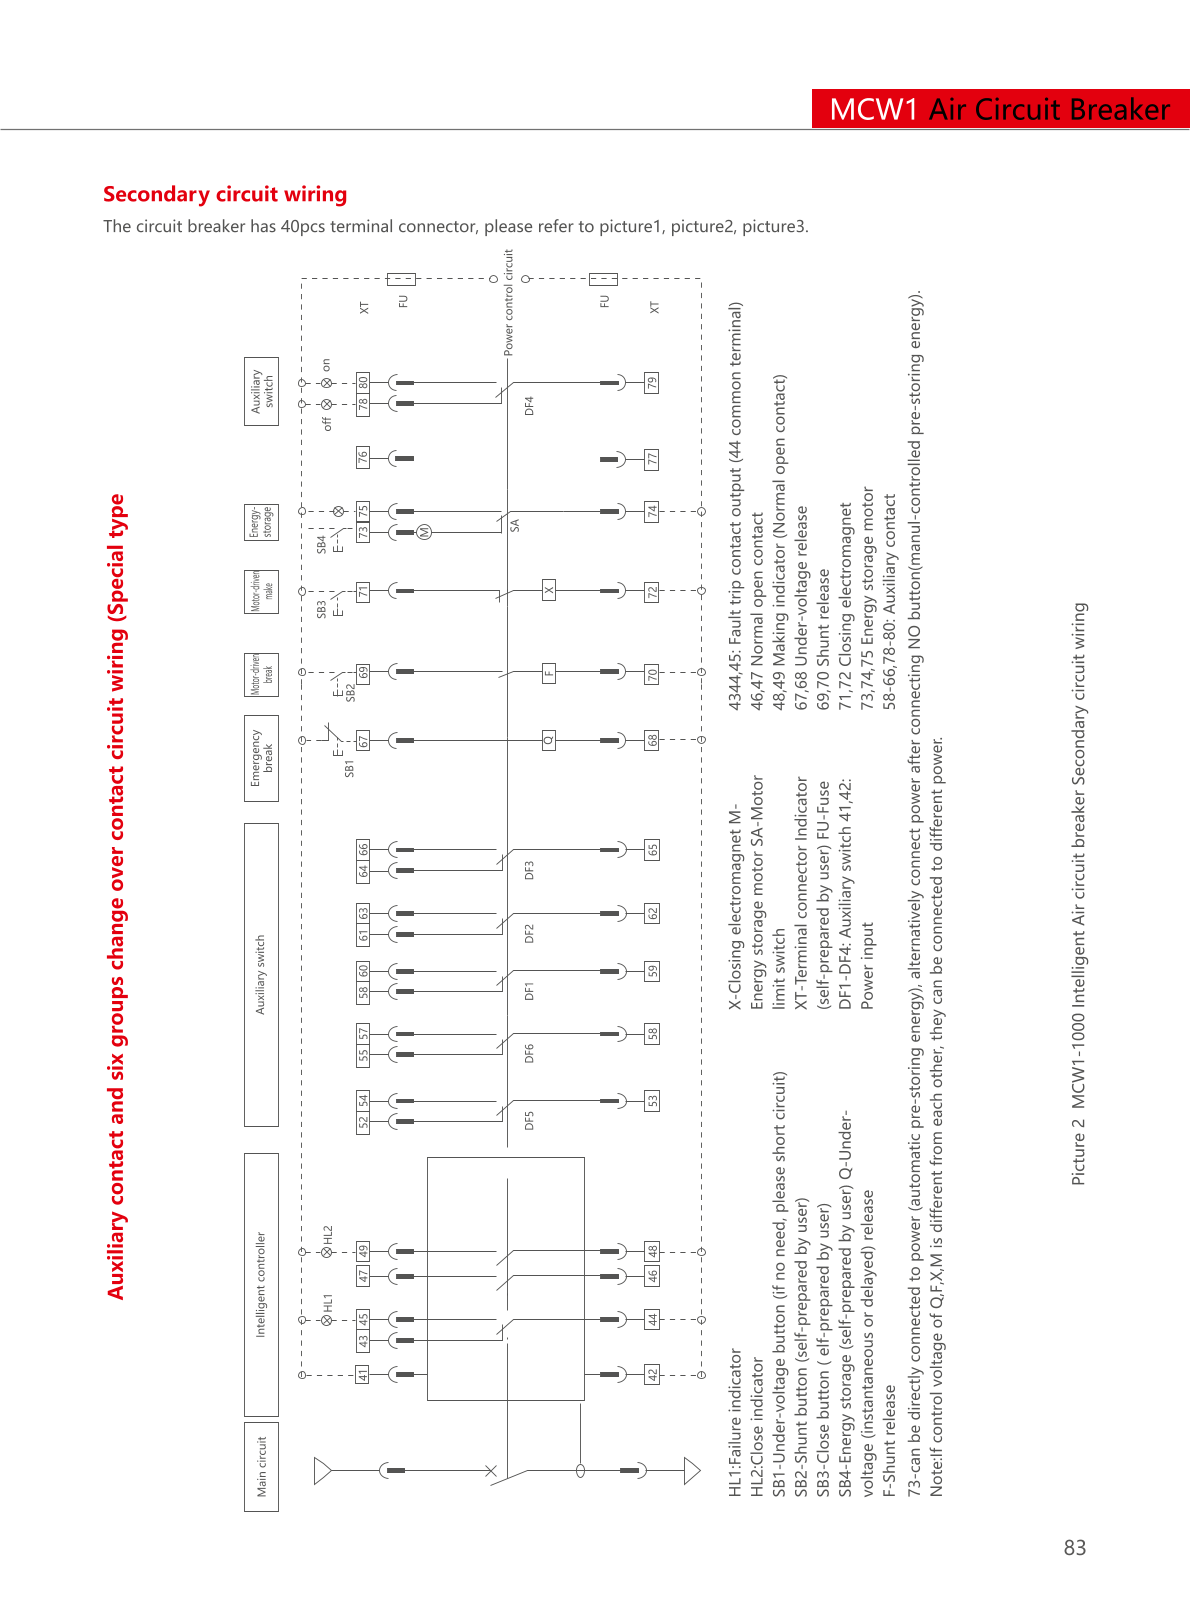 MCW1 Air Circuit Breaker
Secondary circuit wiring
The circuit breaker has 40pcs terminal connector, please refer to picture1, picture2, picture3.
Auxiliary contact and six groups change over contact circuit wiring (Special type
Main circuit
Intelligent controller
Auxiliary switch
Emergency
break
Motor-driven
break
Motor-driven
make
Energy-
storage
Auxiliary
switch
HL1
HL2
SB1
SB2
SB3
SB4
off
on
41
43 45
47
49
52 54
55 57
58 60
61 63
64 66
67
69
71
73 75
76
78 80
XT
FU
M
DF5
DF6
DF1
DF2
DF3
SA
DF4
Power control circuit
Q
F
X
FU
42
44
46
48
53
58
59
62
65
68
70
72
74
77
79
XT
HL1:Failure indicator
HL2:Close indicator
SB1-Under-voltage button (if no need, please short circuit)
SB2-Shunt button (self-prepared by user)
SB3-Close button ( elf-prepared by user)
SB4-Energy storage (self-prepared by user) Q-Under-
voltage (instantaneous or delayed) release
F-Shunt release
X-Closing electromagnet M-
Energy storage motor SA-Motor
limit switch
XT-Terminal connector Indicator
(self-prepared by user) FU-Fuse
DF1-DF4: Auxiliary switch 41,42:
Power input
4344,45: Fault trip contact output (44 common terminal)
46,47 Normal open contact
48,49 Making indicator (Normal open contact)
67,68 Under-voltage release
69,70 Shunt release
71,72 Closing electromagnet
73,74,75 Energy storage motor
58-66,78-80: Auxiliary contact
73-can be directly connected to power (automatic pre-storing energy), alternatively connect power after connecting NO button(manul-controlled pre-storing energy).
Note:If control voltage of Q,F,X,M is different from each other, they can be connected to different power.
Picture 2 MCW1-1000 Intelligent Air circuit breaker Secondary circuit wiring
83